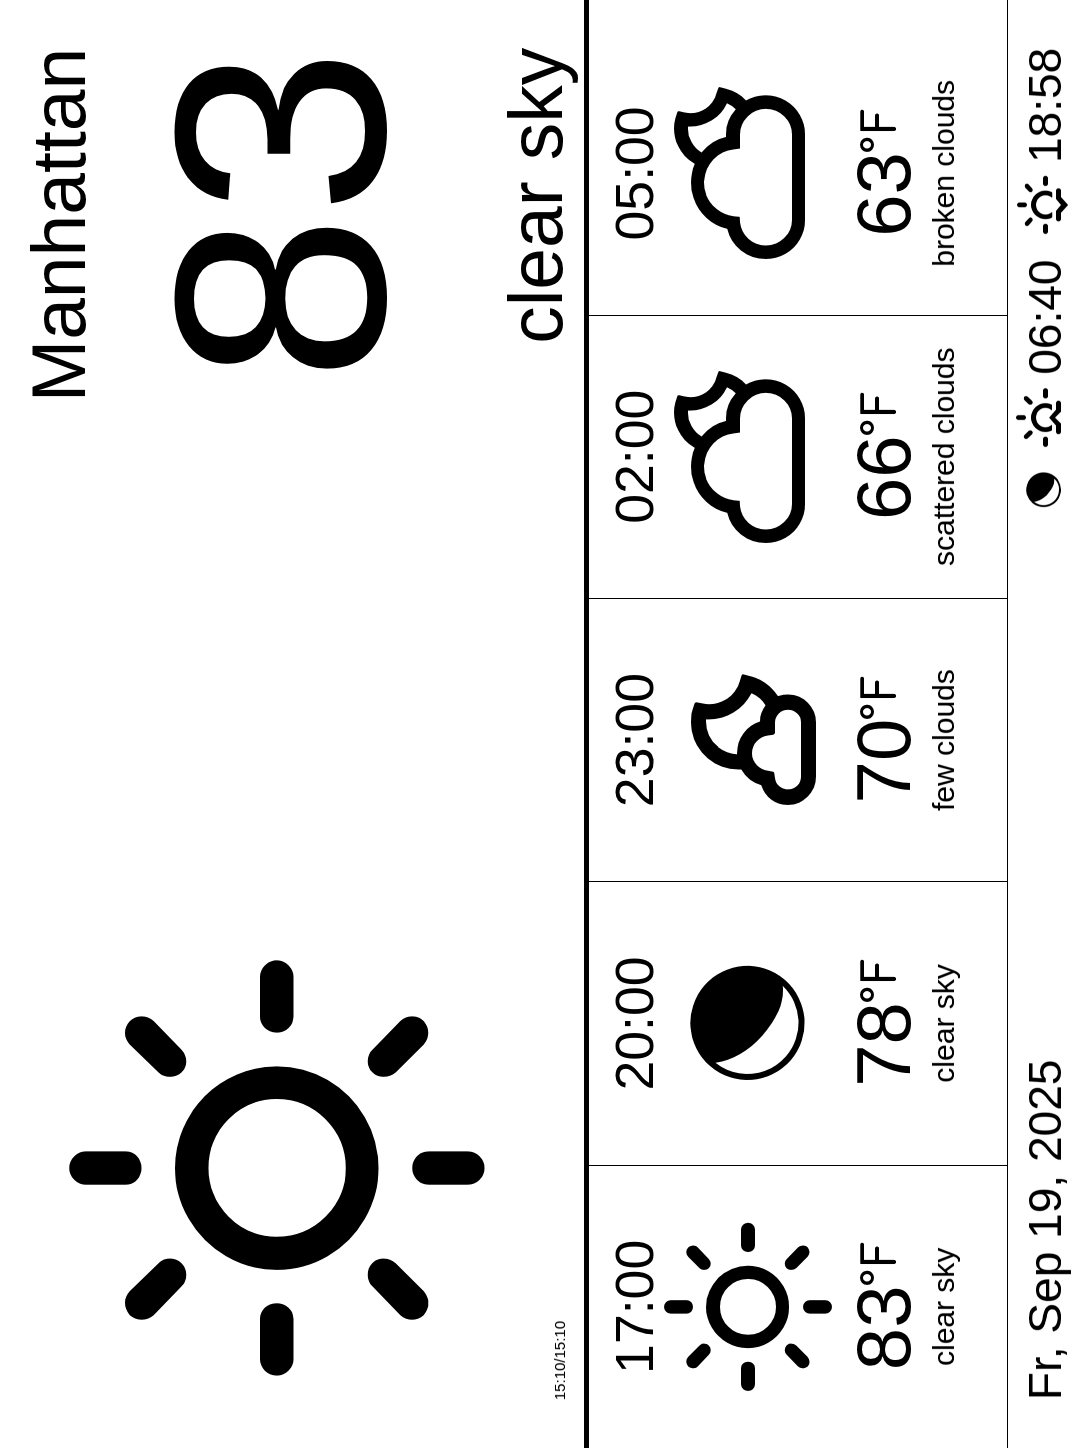 Manhattan
83
clear sky
15:10/15:10
17:00
20:00
23:00
02:00
05:00
83°F
78°F
70°F
66°F
63°F
clear sky
clear sky
few clouds
scattered clouds
broken clouds
Fr, Sep 19, 2025
06:40
18:58